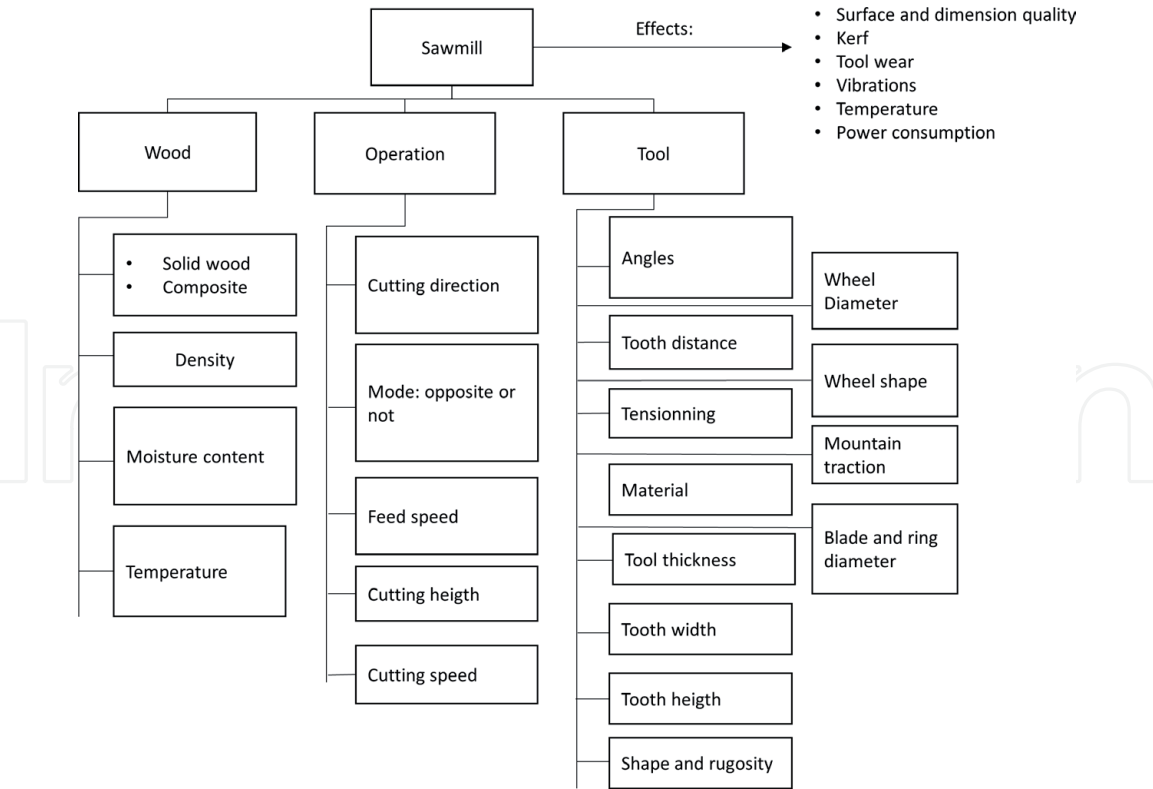 Sawmill
Effects:
• Surface and dimension quality
• Kerf
• Tool wear
• Vibrations
• Temperature
• Power consumption
Wood
Operation
Tool
• Solid wood
• Composite
Density
Moisture content
Temperature
Cutting direction
Mode: opposite or
not
Feed speed
Cutting heigth
Cutting speed
Angles
Tooth distance
Tensionning
Material
Tool thickness
Tooth width
Tooth heigth
Shape and rugosity
Wheel
Diameter
Wheel shape
Mountain
traction
Blade and ring
diameter